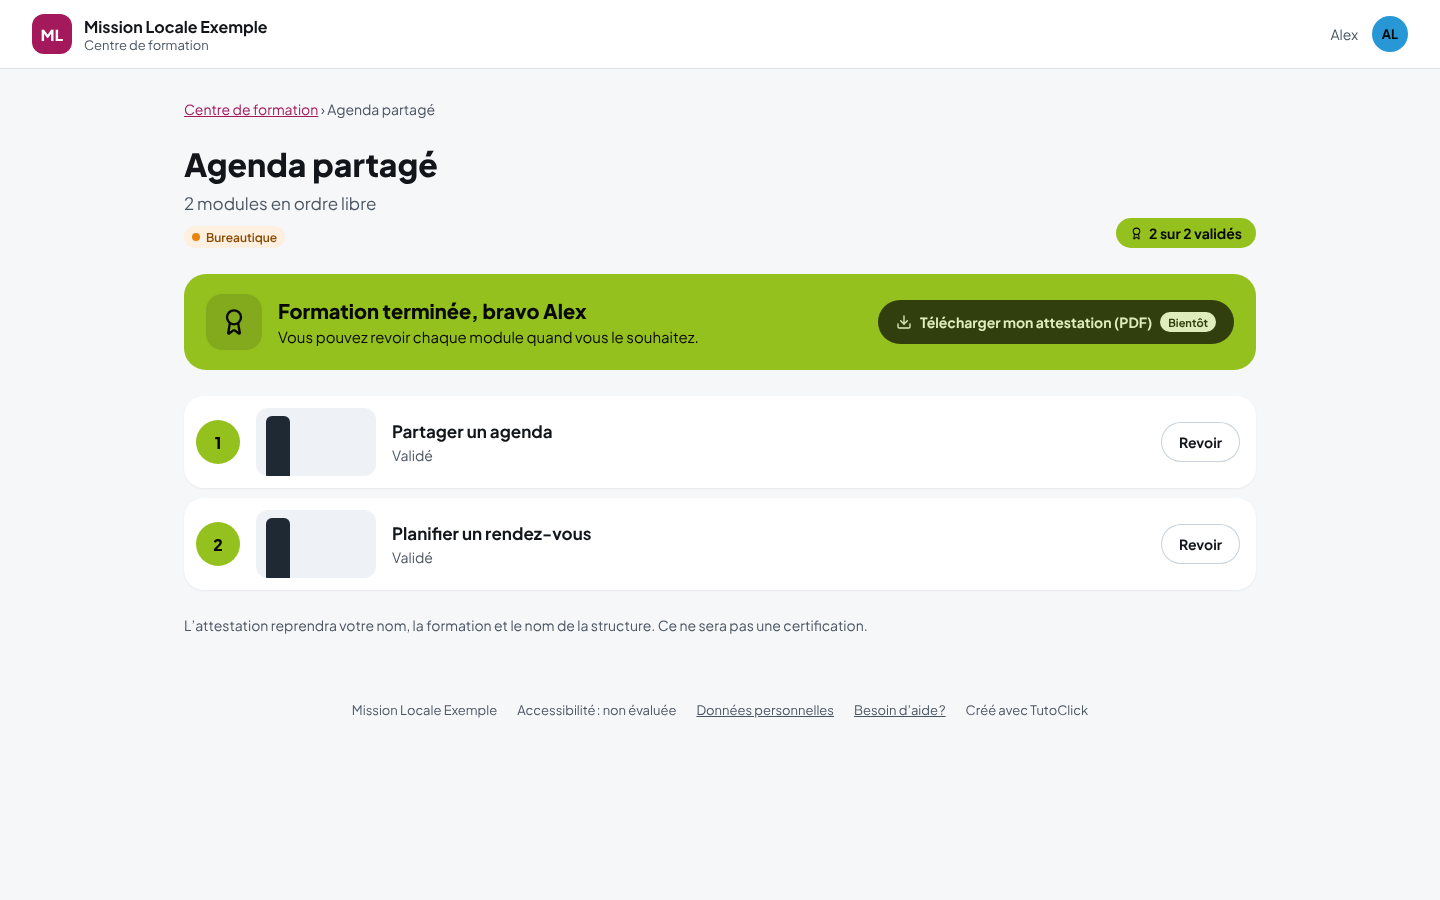 ML
Mission Locale Exemple
Centre de formation
Alex
AL
Centre de formation › Agenda partagé
Agenda partagé
2 modules en ordre libre
Bureautique
2 sur 2 validés
Formation terminée, bravo Alex
Vous pouvez revoir chaque module quand vous le souhaitez.
Télécharger mon attestation (PDF) Bientôt
1
Partager un agenda
Validé
Revoir
2
Planifier un rendez-vous
Validé
Revoir
L’attestation reprendra votre nom, la formation et le nom de la structure. Ce ne sera pas une certification.
Mission Locale Exemple Accessibilité : non évaluée Données personnelles Besoin d’aide ? Créé avec TutoClick